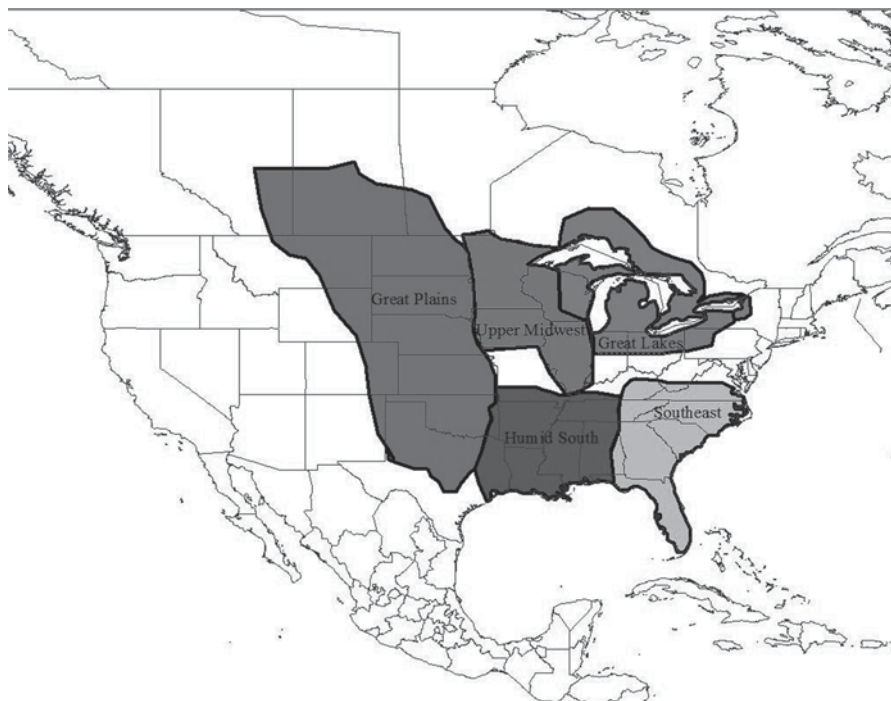 Great Plains
Upper Midwest
Great Lakes
Southeast
Humid South